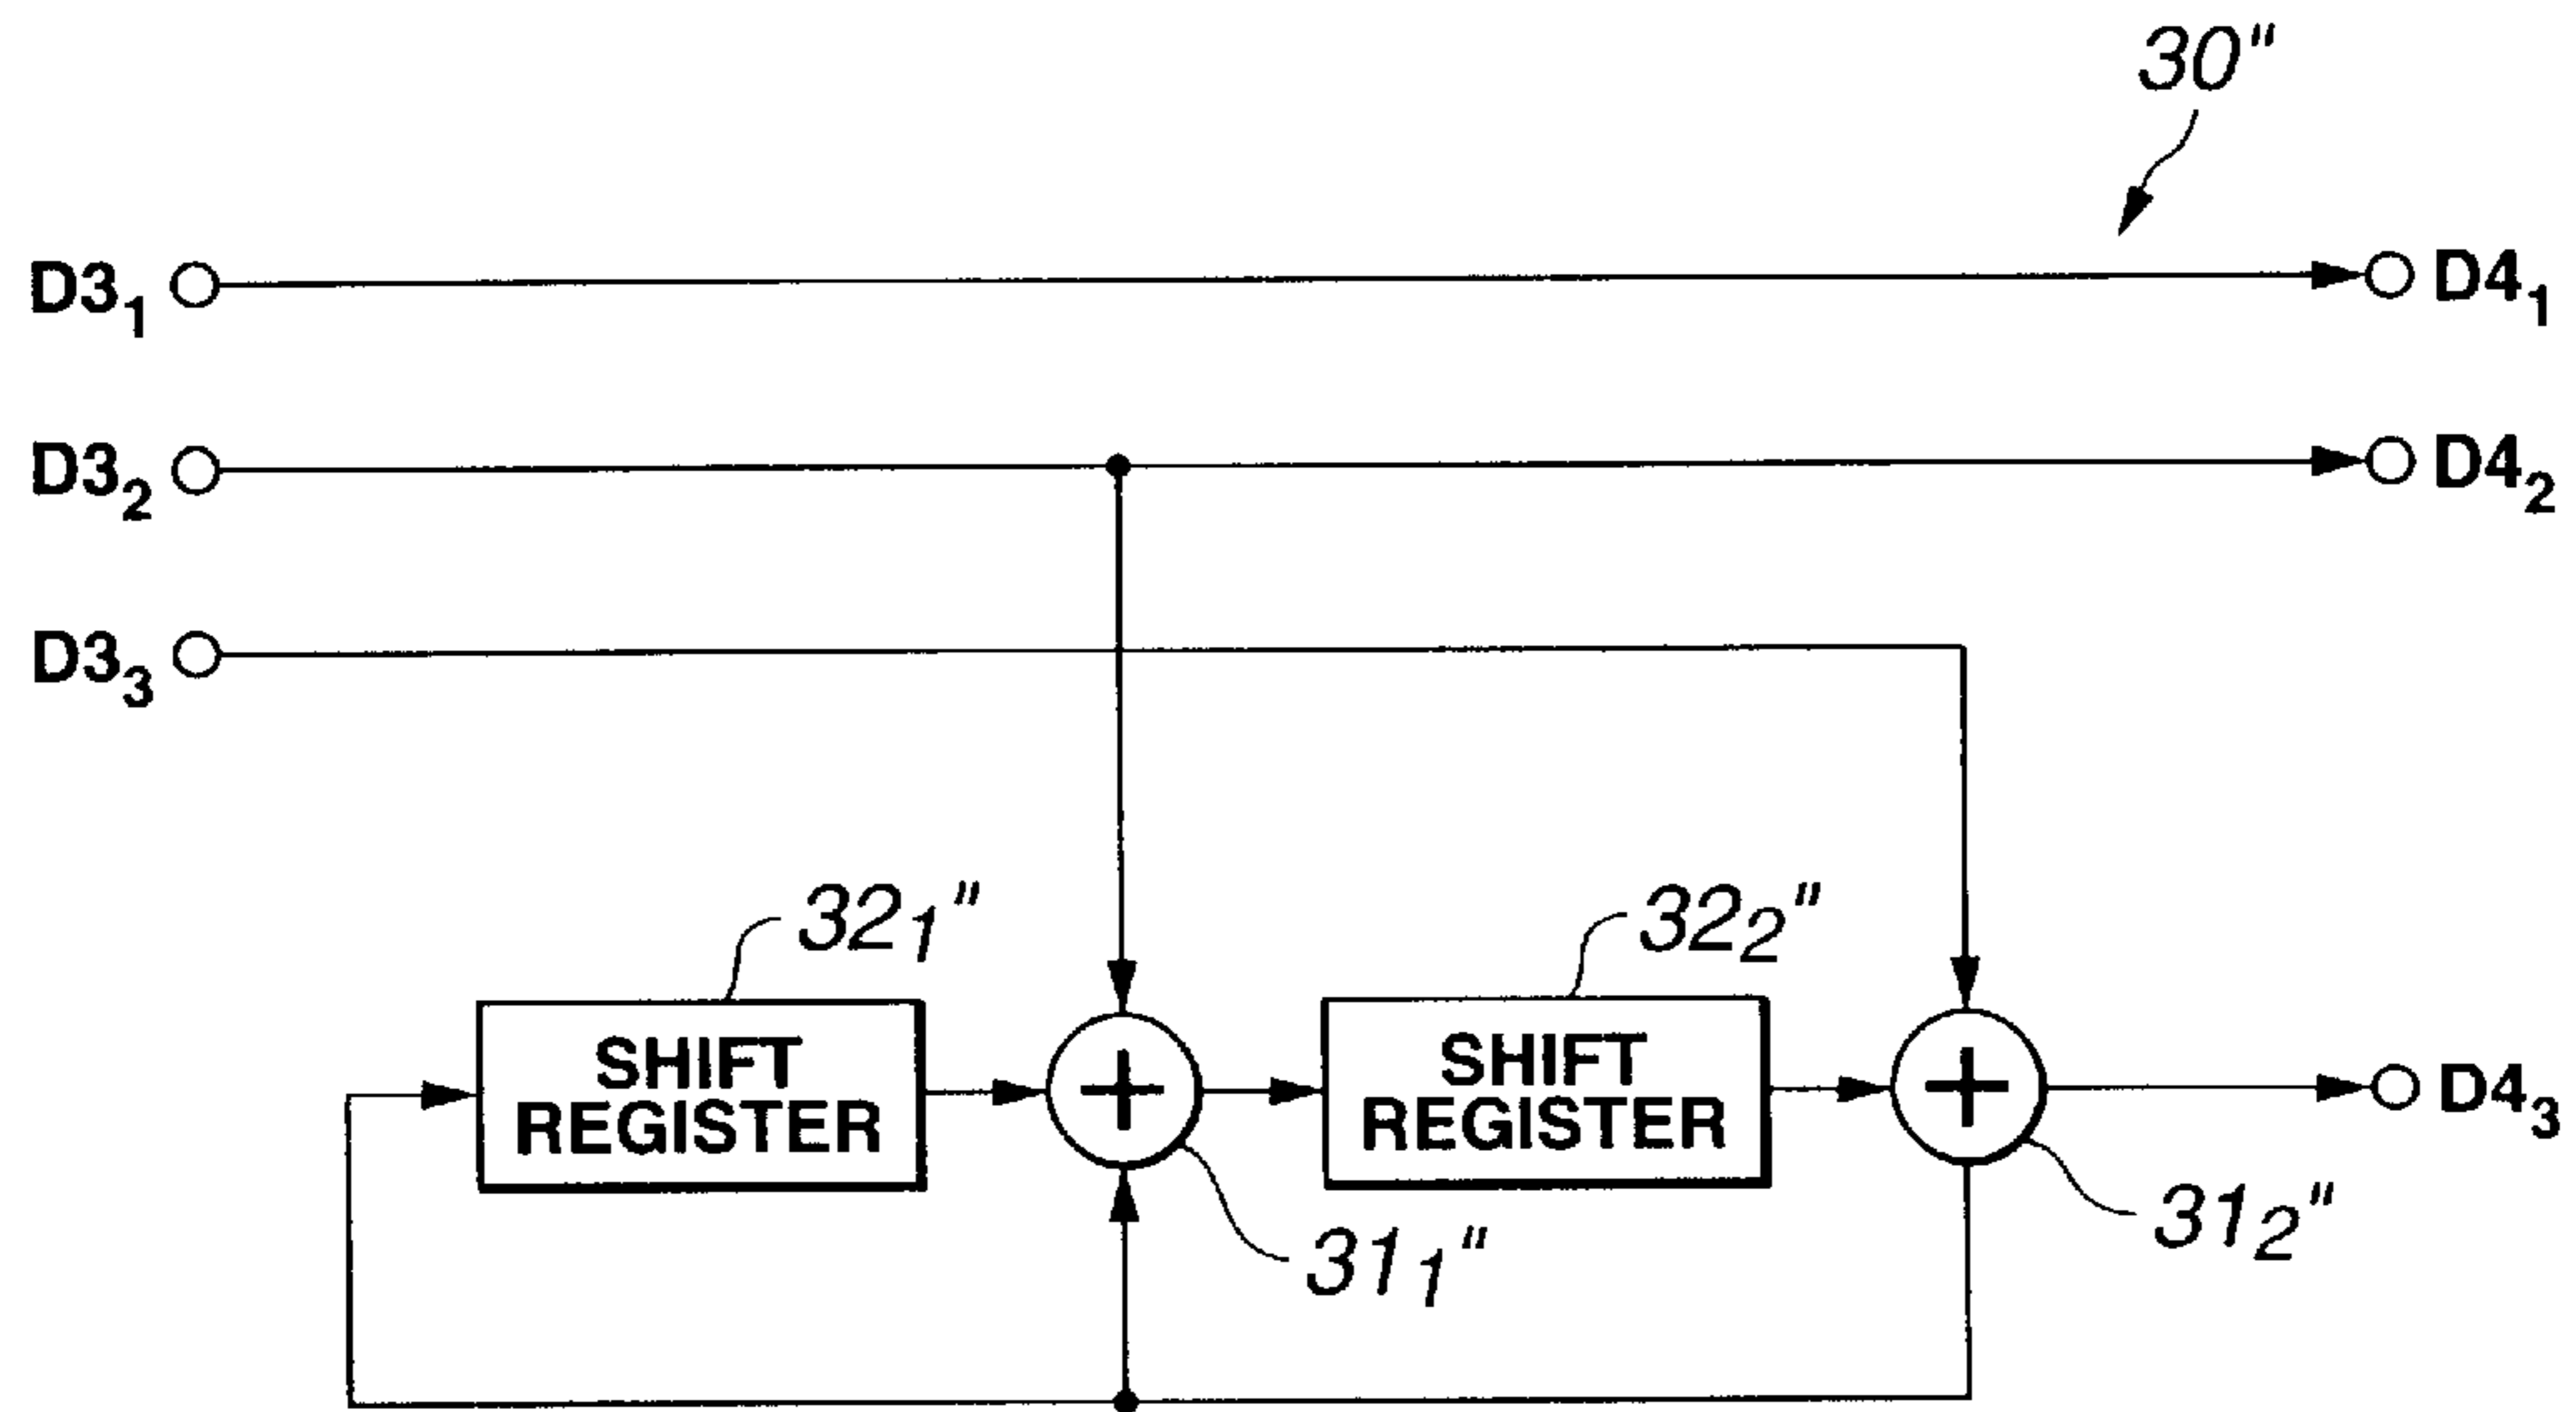 30"
D3₁
D4₁
D3₂
D4₂
D3₃
32₁"
32₂"
SHIFT
REGISTER
SHIFT
REGISTER
D4₃
31₁"
31₂"